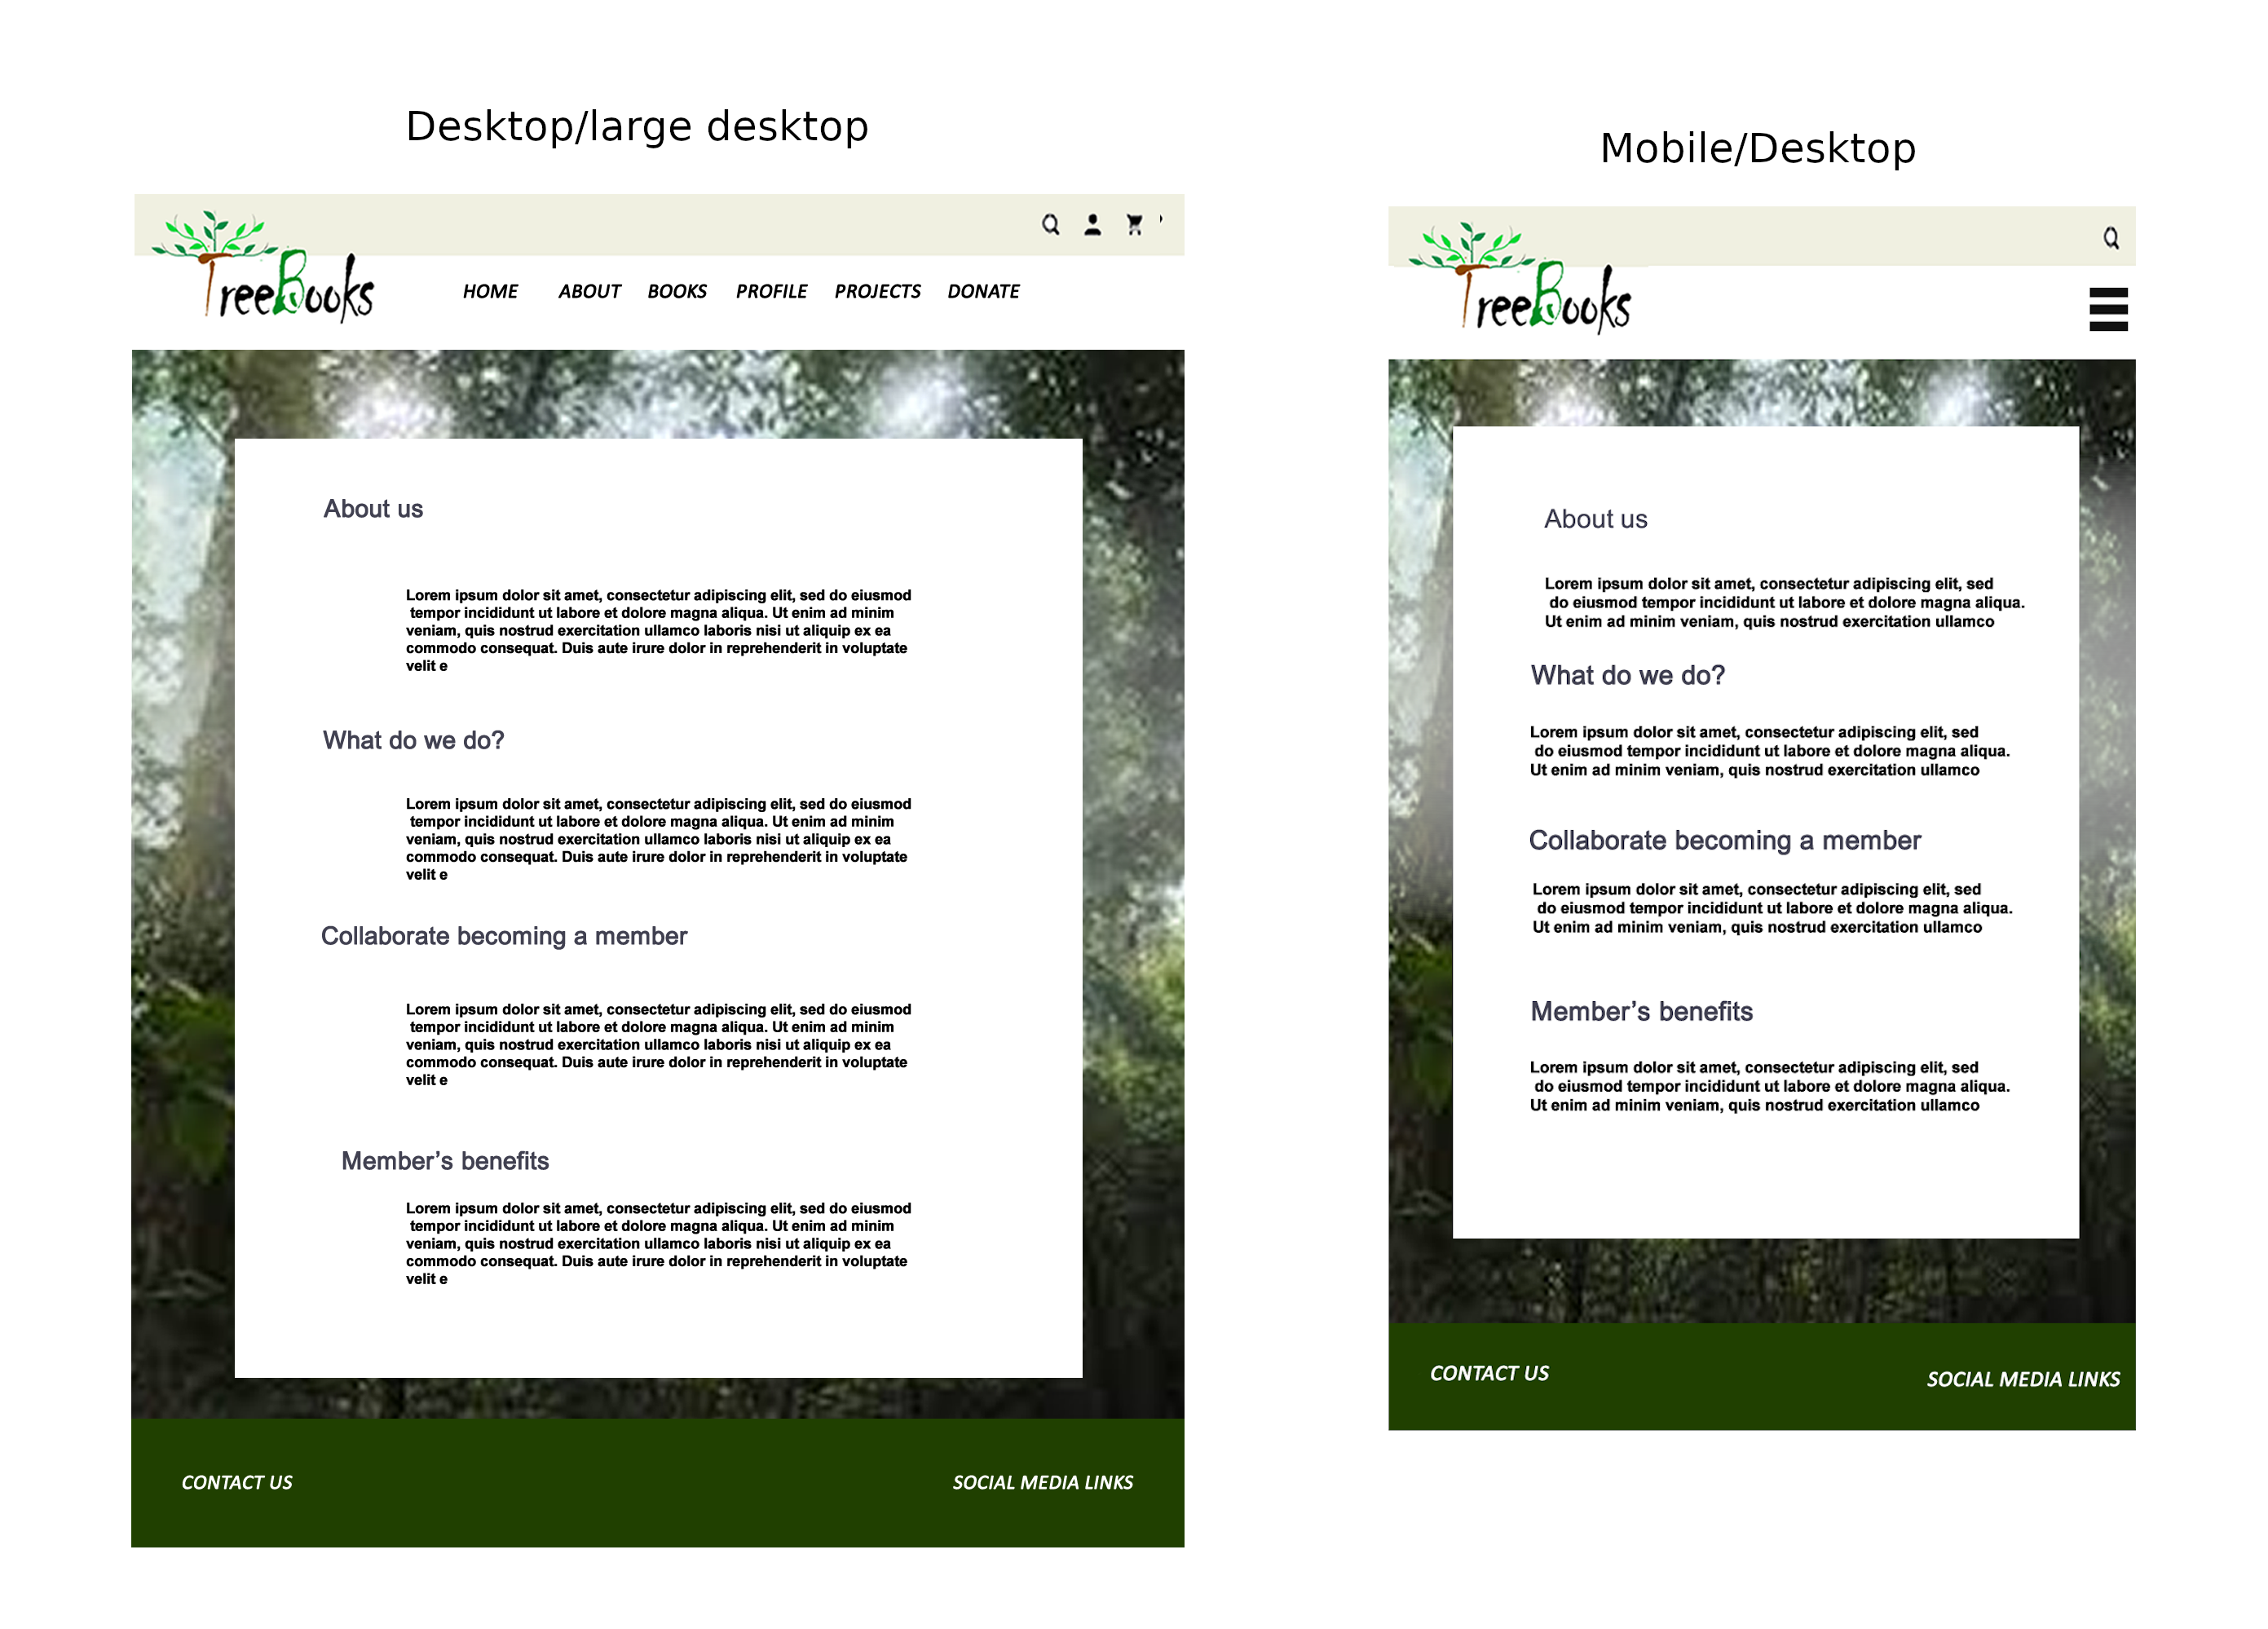 Desktop/large desktop
TreeBooks
HOME ABOUT BOOKS PROFILE PROJECTS DONATE
About us
Lorem ipsum dolor sit amet, consectetur adipiscing elit, sed do eiusmod
tempor incididunt ut labore et dolore magna aliqua. Ut enim ad minim
veniam, quis nostrud exercitation ullamco laboris nisi ut aliquip ex ea
commodo consequat. Duis aute irure dolor in reprehenderit in voluptate
velit e
What do we do?
Lorem ipsum dolor sit amet, consectetur adipiscing elit, sed do eiusmod
tempor incididunt ut labore et dolore magna aliqua. Ut enim ad minim
veniam, quis nostrud exercitation ullamco laboris nisi ut aliquip ex ea
commodo consequat. Duis aute irure dolor in reprehenderit in voluptate
velit e
Collaborate becoming a member
Lorem ipsum dolor sit amet, consectetur adipiscing elit, sed do eiusmod
tempor incididunt ut labore et dolore magna aliqua. Ut enim ad minim
veniam, quis nostrud exercitation ullamco laboris nisi ut aliquip ex ea
commodo consequat. Duis aute irure dolor in reprehenderit in voluptate
velit e
Member’s benefits
Lorem ipsum dolor sit amet, consectetur adipiscing elit, sed do eiusmod
tempor incididunt ut labore et dolore magna aliqua. Ut enim ad minim
veniam, quis nostrud exercitation ullamco laboris nisi ut aliquip ex ea
commodo consequat. Duis aute irure dolor in reprehenderit in voluptate
velit e
CONTACT US
SOCIAL MEDIA LINKS
Mobile/Desktop
TreeBooks
About us
Lorem ipsum dolor sit amet, consectetur adipiscing elit, sed
do eiusmod tempor incididunt ut labore et dolore magna aliqua.
Ut enim ad minim veniam, quis nostrud exercitation ullamco
What do we do?
Lorem ipsum dolor sit amet, consectetur adipiscing elit, sed
do eiusmod tempor incididunt ut labore et dolore magna aliqua.
Ut enim ad minim veniam, quis nostrud exercitation ullamco
Collaborate becoming a member
Lorem ipsum dolor sit amet, consectetur adipiscing elit, sed
do eiusmod tempor incididunt ut labore et dolore magna aliqua.
Ut enim ad minim veniam, quis nostrud exercitation ullamco
Member’s benefits
Lorem ipsum dolor sit amet, consectetur adipiscing elit, sed
do eiusmod tempor incididunt ut labore et dolore magna aliqua.
Ut enim ad minim veniam, quis nostrud exercitation ullamco
CONTACT US
SOCIAL MEDIA LINKS